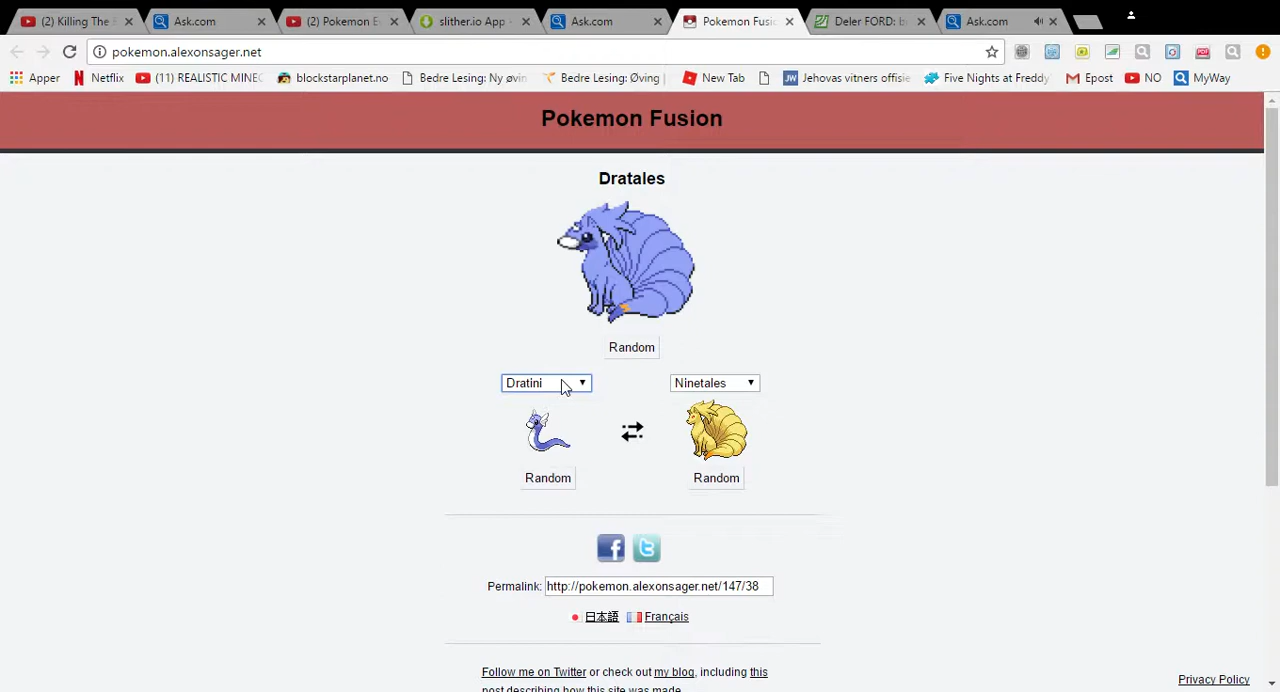 (2) Killing The Ask.com (2) Pokemon E slither.io App - Ask.com Pokemon Fusio Deler FORD: b Ask.com
pokemon.alexonsager.net
Apper Netflix (11) REALISTIC MINEC blockstarplanet.no Bedre Lesing: Ny øvin Bedre Lesing: Øving | New Tab Jehovas vitners offisie Five Nights at Freddy Epost NO MyWay
Pokemon Fusion
Dratales
Random
Dratini Ninetales
Random Random
Permalink: http://pokemon.alexonsager.net/147/38
日本語 Français
Follow me on Twitter or check out my blog, including this
post describing how this site was made.
Privacy Policy